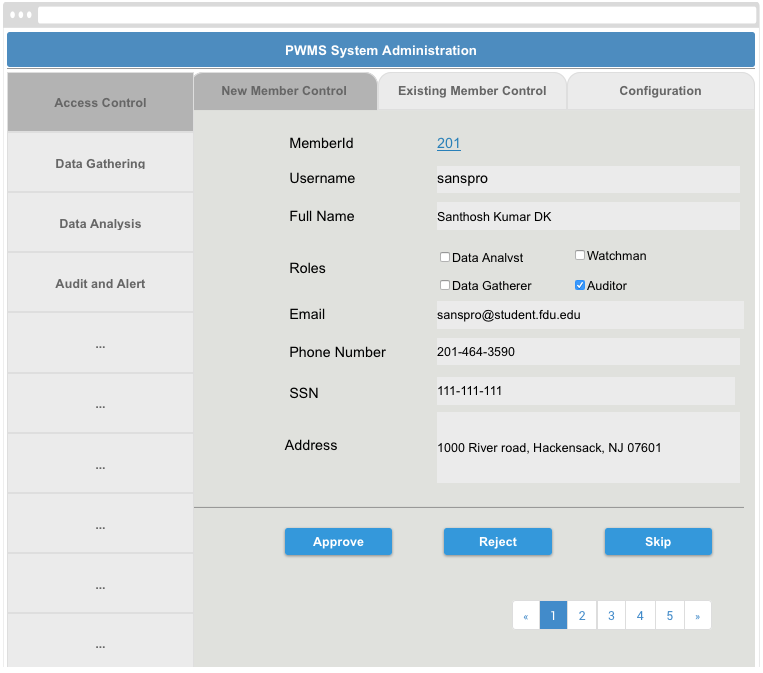 PWMS System Administration
Access Control
New Member Control
Existing Member Control
Configuration
Data Gathering
Data Analysis
Audit and Alert
...
...
...
...
...
...
MemberId 201
Username sanspro
Full Name Santhosh Kumar DK
Roles
Data Analyst
Watchman
Data Gatherer
Auditor
Email sanspro@student.fdu.edu
Phone Number 201-464-3590
SSN 111-111-111
Address 1000 River road, Hackensack, NJ 07601
Approve
Reject
Skip
« 1 2 3 4 5 »